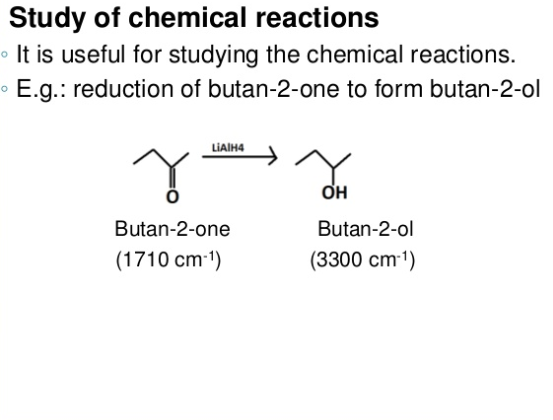 Study of chemical reactions
◦ It is useful for studying the chemical reactions.
◦ E.g.: reduction of butan-2-one to form butan-2-ol
LiAlH4
O
OH
Butan-2-one
Butan-2-ol
(1710 cm⁻¹)
(3300 cm⁻¹)